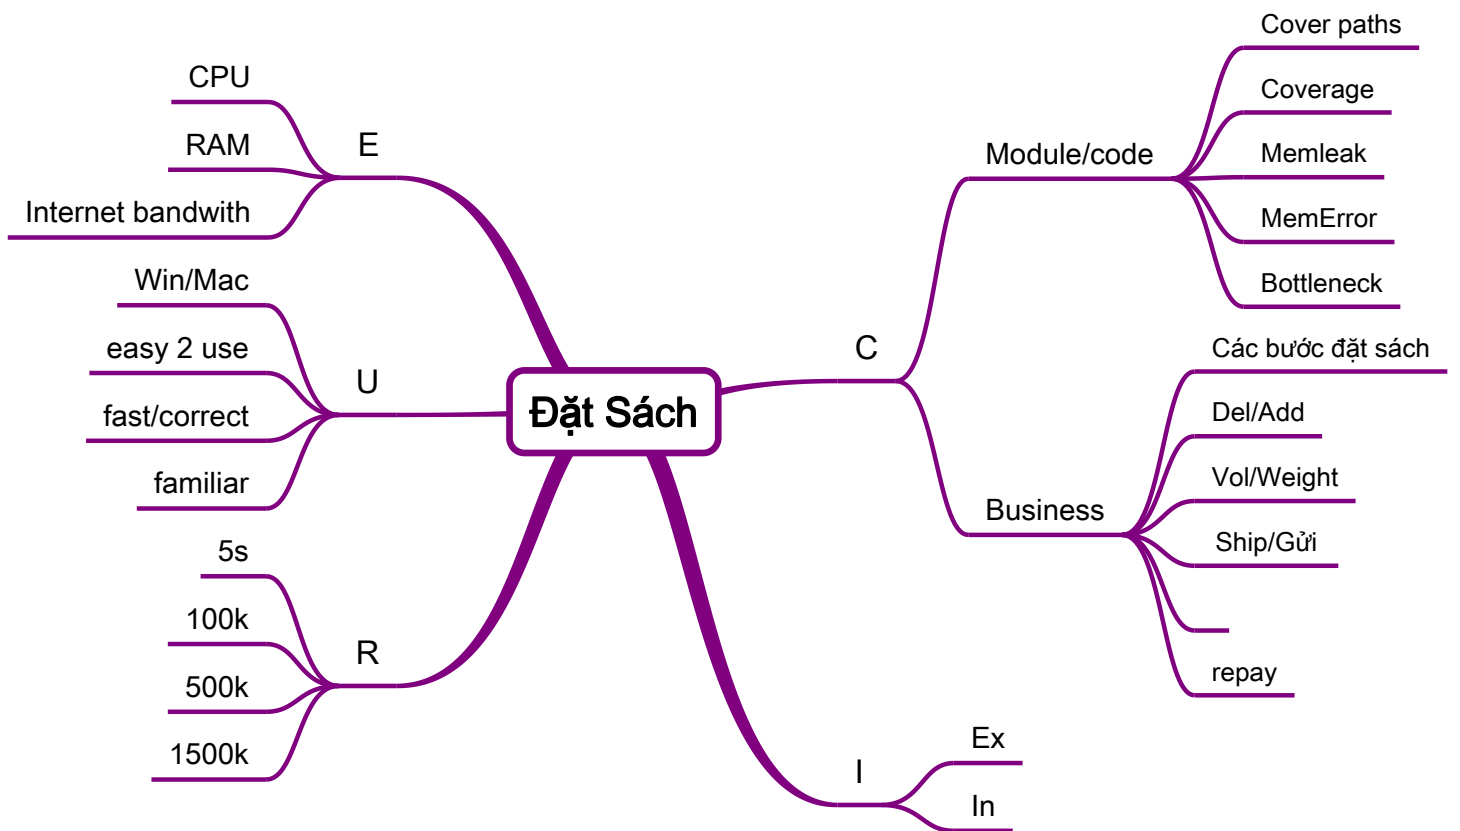 Đặt Sách
C
Module/code
Cover paths
Coverage
Memleak
MemError
Bottleneck
Business
Các bước đặt sách
Del/Add
Vol/Weight
Ship/Gửi
repay
I
Ex
In
E
CPU
RAM
Internet bandwith
U
Win/Mac
easy 2 use
fast/correct
familiar
R
5s
100k
500k
1500k